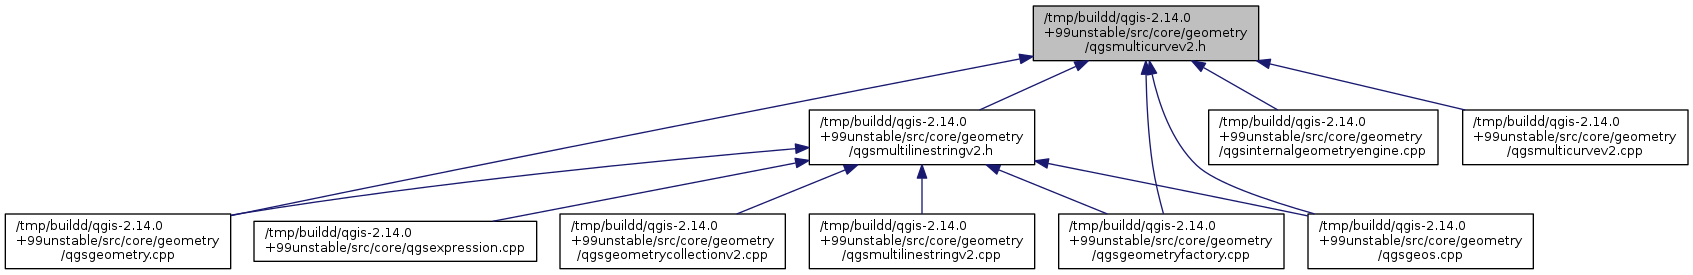 /tmp/buildd/qgis-2.14.0
+99unstable/src/core/geometry
/qgsmulticurvev2.h
/tmp/buildd/qgis-2.14.0
+99unstable/src/core/geometry
/qgsmultilinestringv2.h
/tmp/buildd/qgis-2.14.0
+99unstable/src/core/geometry
/qgsinternalgeometryengine.cpp
/tmp/buildd/qgis-2.14.0
+99unstable/src/core/geometry
/qgsmulticurvev2.cpp
/tmp/buildd/qgis-2.14.0
+99unstable/src/core/geometry
/qgsgeometry.cpp
/tmp/buildd/qgis-2.14.0
+99unstable/src/core/qgsexpression.cpp
/tmp/buildd/qgis-2.14.0
+99unstable/src/core/geometry
/qgsgeometrycollectionv2.cpp
/tmp/buildd/qgis-2.14.0
+99unstable/src/core/geometry
/qgsmultilinestringv2.cpp
/tmp/buildd/qgis-2.14.0
+99unstable/src/core/geometry
/qgsgeometryfactory.cpp
/tmp/buildd/qgis-2.14.0
+99unstable/src/core/geometry
/qgsgeos.cpp